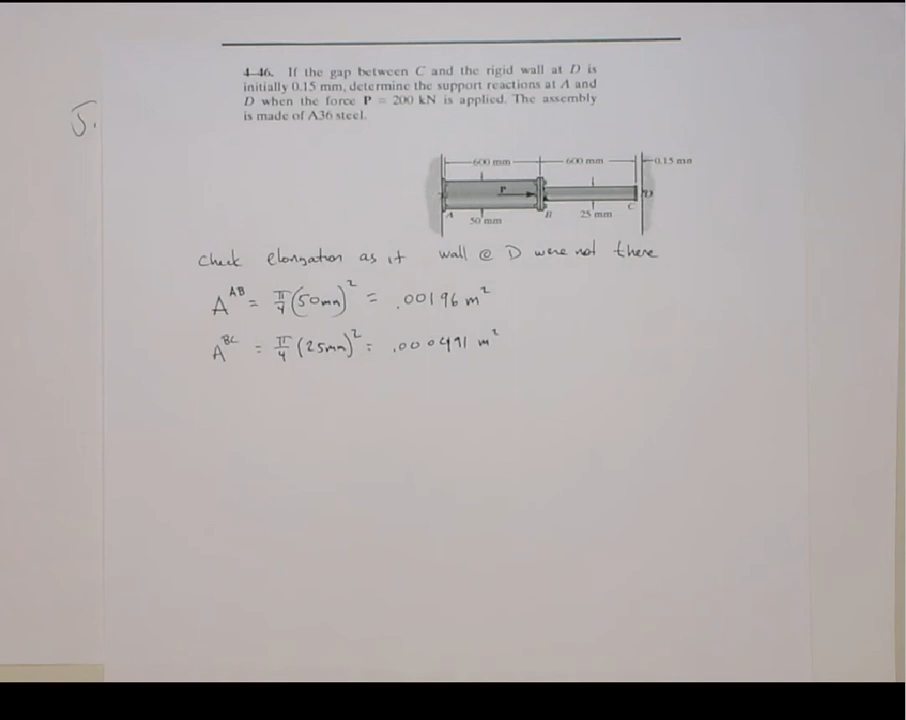 5.
4–46. If the gap between C and the rigid wall at D is
initially 0.15 mm, determine the support reactions at A and
D when the force P = 200 kN is applied. The assembly
is made of A36 steel.
600 mm 600 mm 0.15 mm
P D
A 50 mm B 25 mm C
Check elongation as if wall @ D were not there
A^AB = π/4 (50mm)² = .00196 m²
A^BC = π/4 (25mm)² = .000491 m²